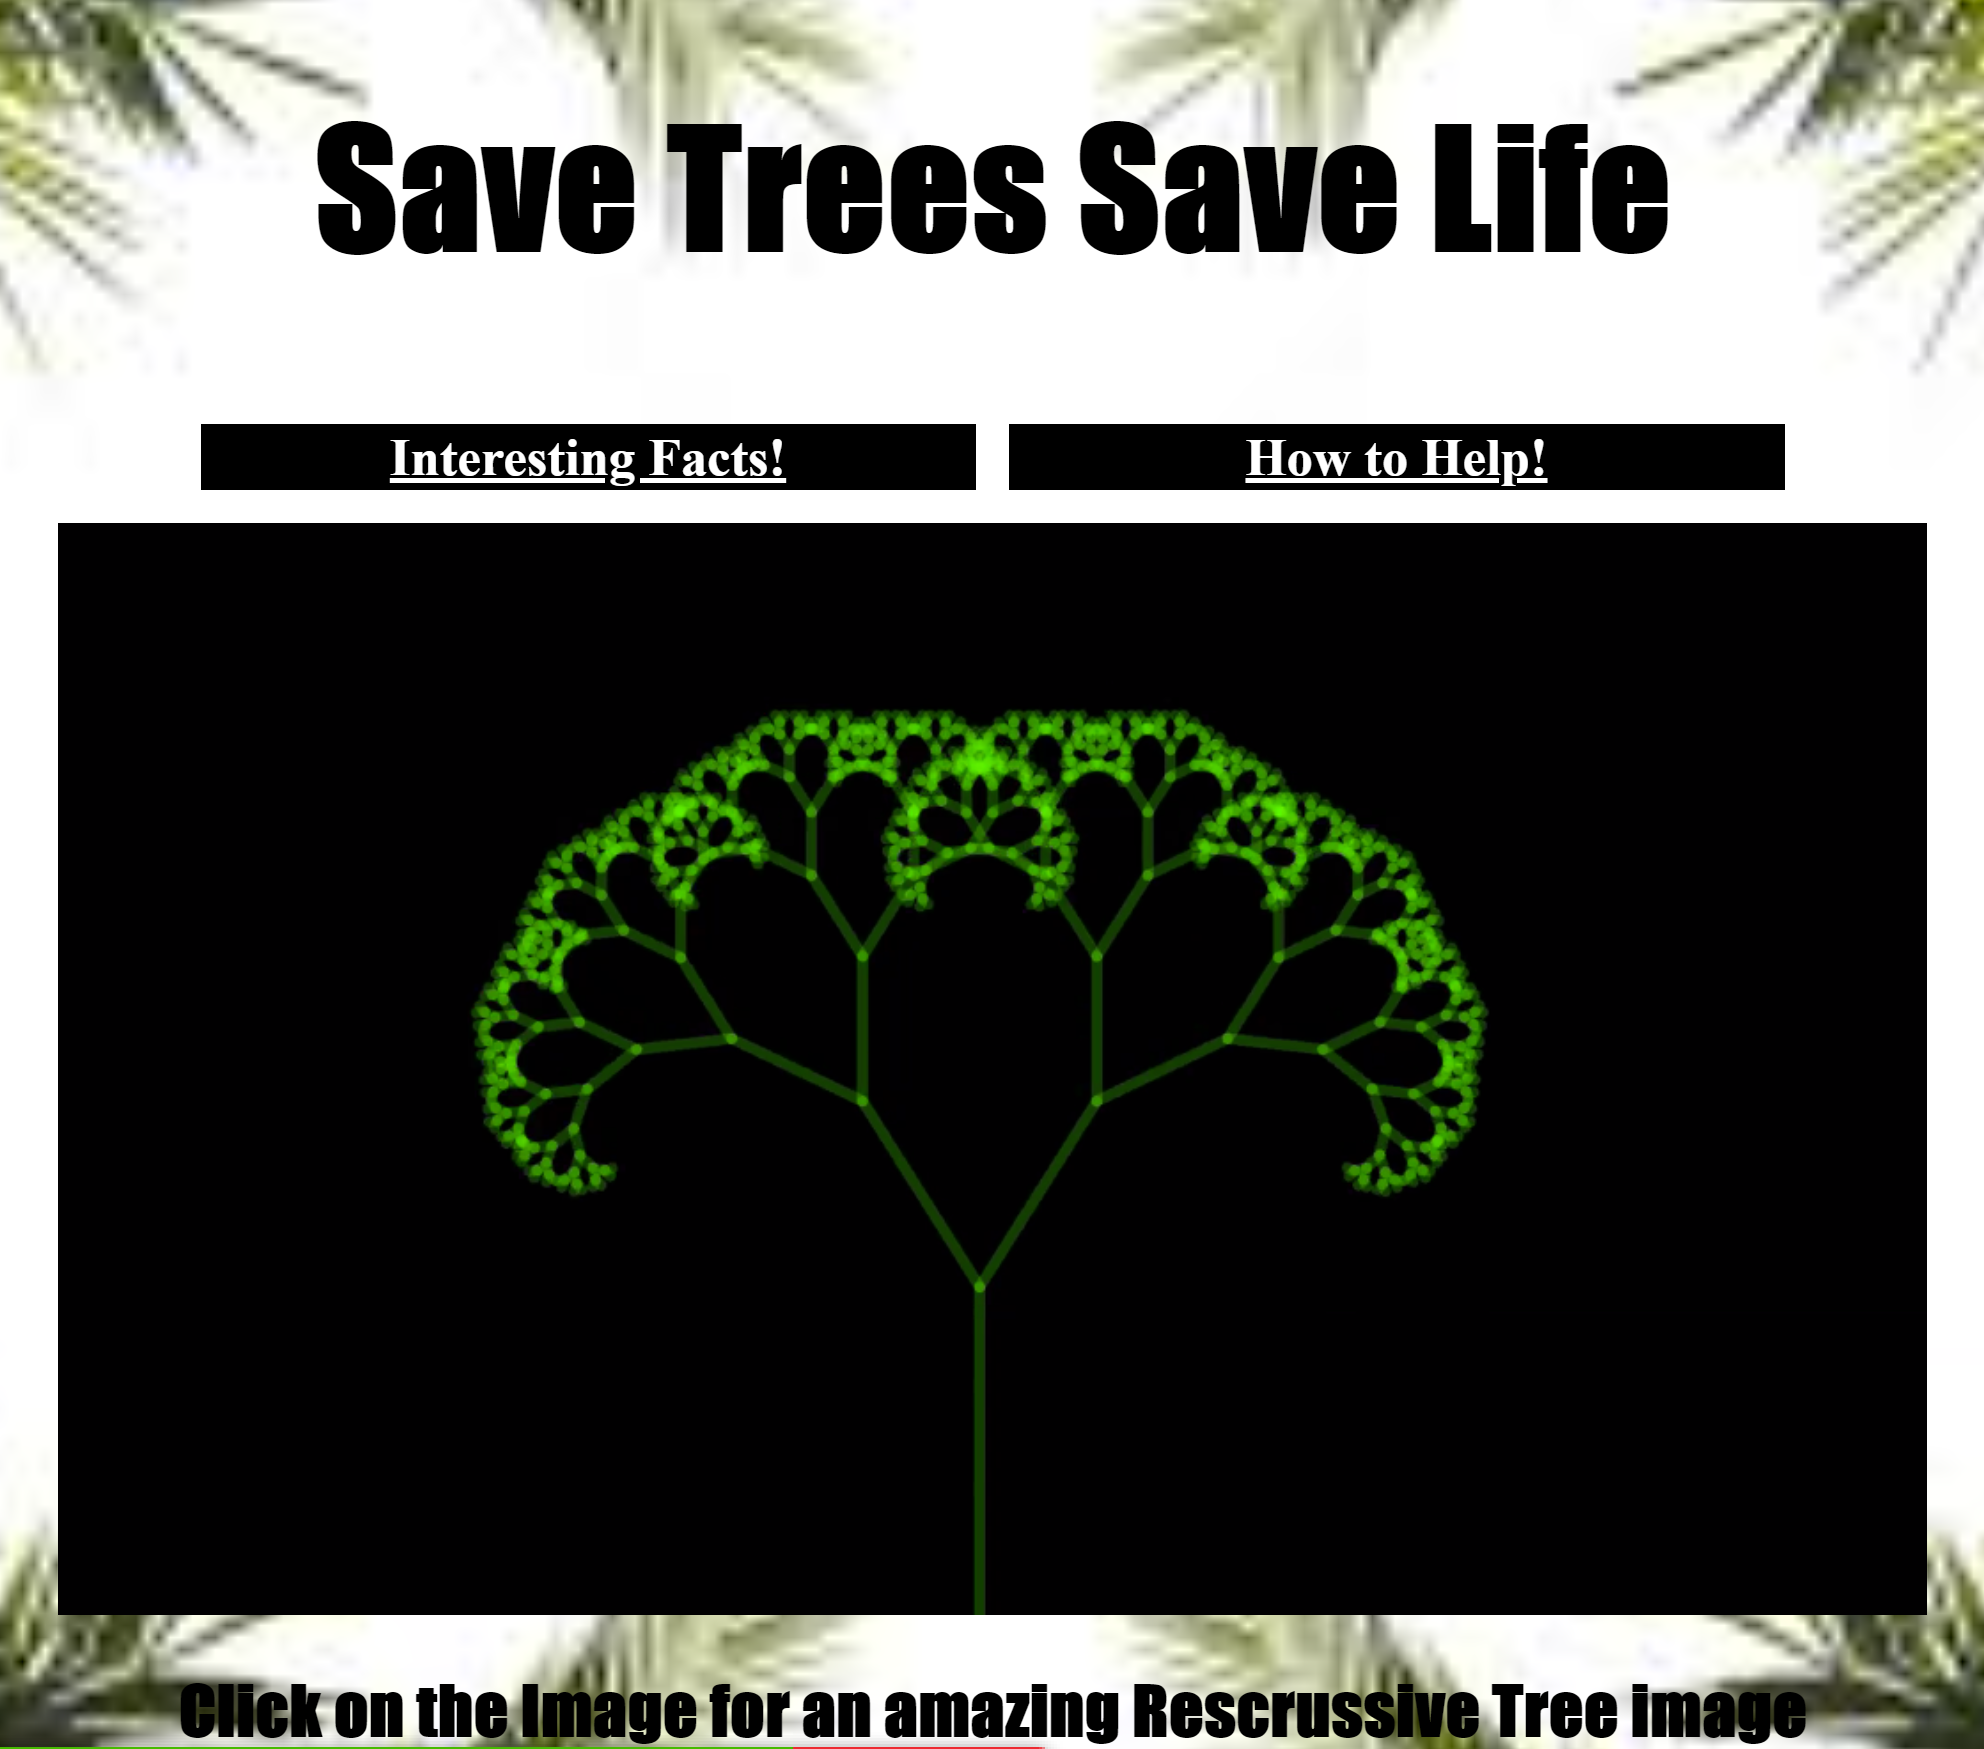 Save Trees Save Life
Interesting Facts! How to Help!
Click on the Image for an amazing Rescrussive Tree image